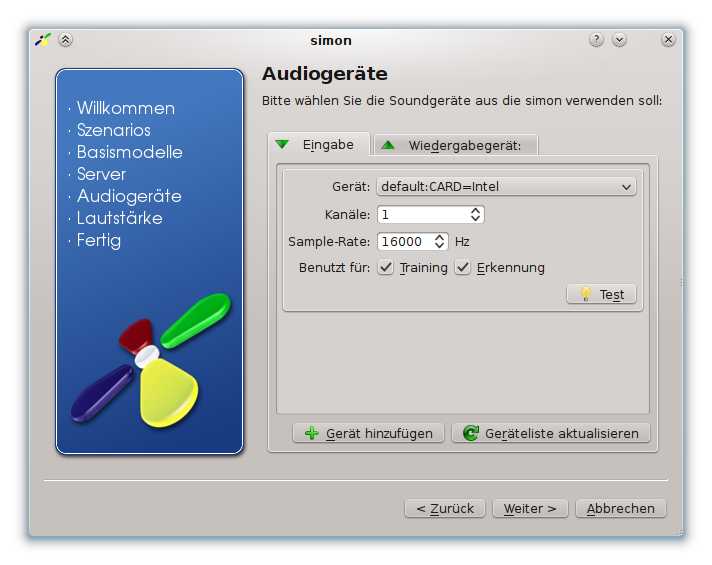 simon
· Willkommen
· Szenarios
· Basismodelle
· Server
· Audiogeräte
· Lautstärke
· Fertig
Audiogeräte
Bitte wählen Sie die Soundgeräte aus die simon verwenden soll:
Eingabe
Wiedergabegerät:
Gerät: default:CARD=Intel
Kanäle: 1
Sample-Rate: 16000 Hz
Benutzt für: Training Erkennung
Test
Gerät hinzufügen
Geräteliste aktualisieren
< Zurück
Weiter >
Abbrechen